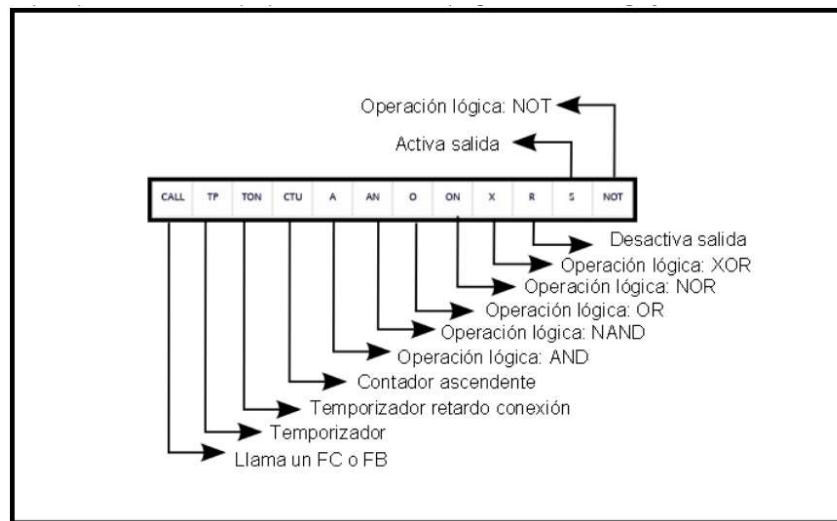 Operación lógica: NOT
Activa salida
CALL TP TON CTU A AN O ON X R S NOT
Desactiva salida
Operación lógica: XOR
Operación lógica: NOR
Operación lógica: OR
Operación lógica: NAND
Operación lógica: AND
Contador ascendente
Temporizador retardo conexión
Temporizador
Llama un FC o FB